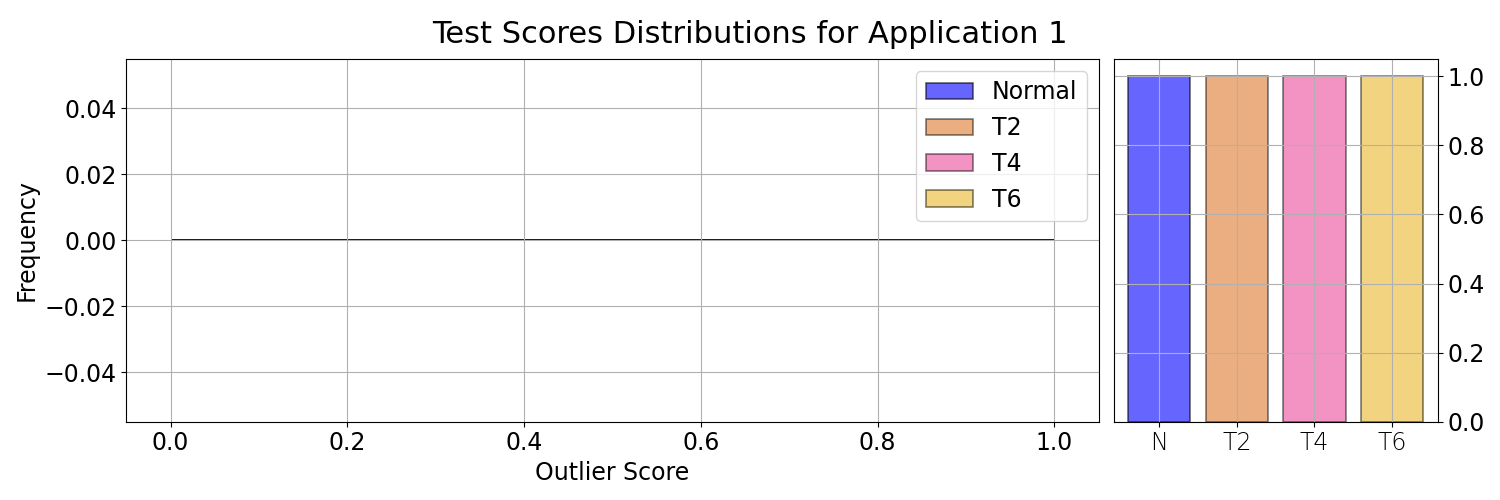 Test Scores Distributions for Application 1
Frequency
0.04
0.02
0.00
−0.02
−0.04
0.0 0.2 0.4 0.6 0.8 1.0
Outlier Score
Normal
T2
T4
T6
1.0
0.8
0.6
0.4
0.2
0.0
N T2 T4 T6